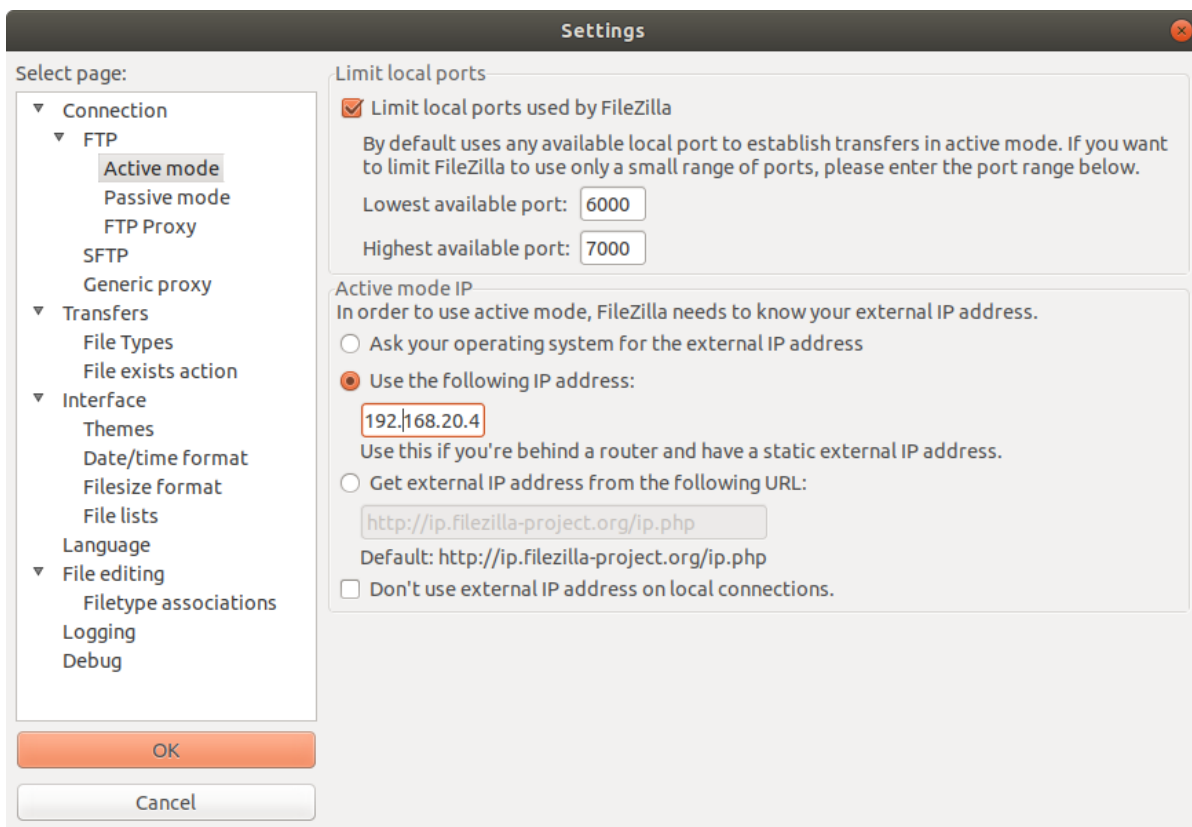 Settings
Select page:
Connection
FTP
Active mode
Passive mode
FTP Proxy
SFTP
Generic proxy
Transfers
File Types
File exists action
Interface
Themes
Date/time format
Filesize format
File lists
Language
File editing
Filetype associations
Logging
Debug
OK
Cancel
Limit local ports
Limit local ports used by FileZilla
By default uses any available local port to establish transfers in active mode. If you want
to limit FileZilla to use only a small range of ports, please enter the port range below.
Lowest available port: 6000
Highest available port: 7000
Active mode IP
In order to use active mode, FileZilla needs to know your external IP address.
Ask your operating system for the external IP address
Use the following IP address:
192.168.20.4
Use this if you're behind a router and have a static external IP address.
Get external IP address from the following URL:
http://ip.filezilla-project.org/ip.php
Default: http://ip.filezilla-project.org/ip.php
Don't use external IP address on local connections.